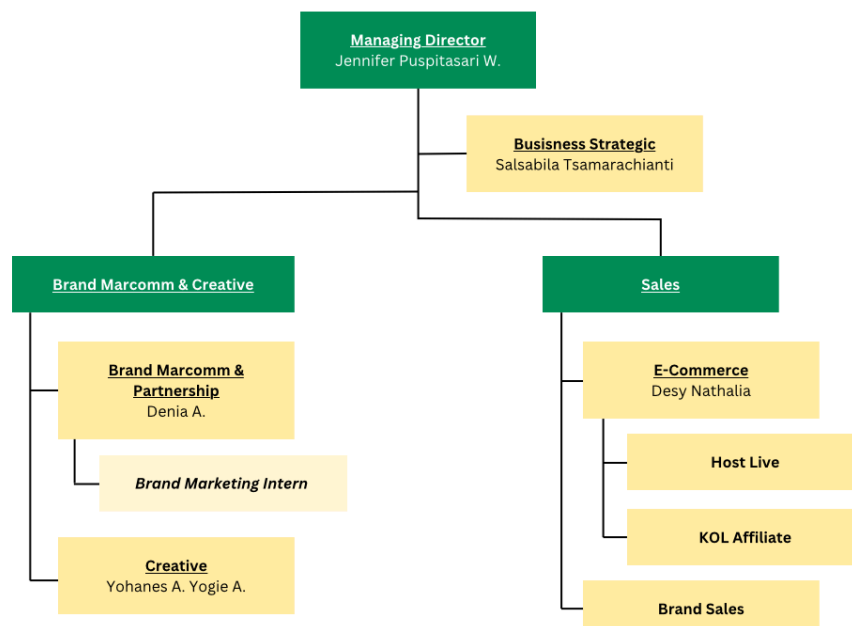 Managing Director
Jennifer Puspitasari W.
Busisness Strategic
Salsabila Tsamarachianti
Brand Marcomm & Creative
Brand Marcomm &
Partnership
Denia A.
Brand Marketing Intern
Creative
Yohanes A. Yogie A.
Sales
E-Commerce
Desy Nathalia
Host Live
KOL Affiliate
Brand Sales